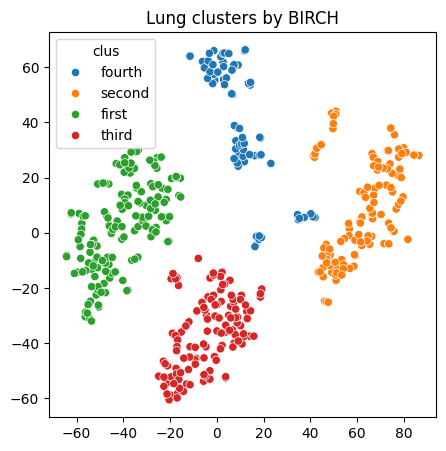 Lung clusters by BIRCH
clus
fourth
second
first
third
60
40
20
0
−20
−40
−60
−60 −40 −20 0 20 40 60 80